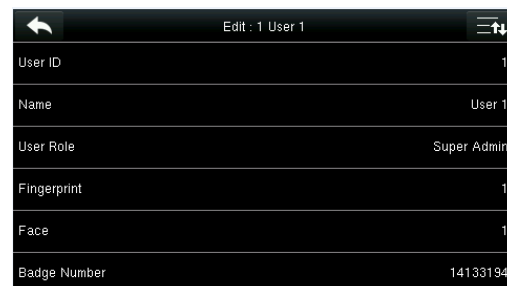 Edit : 1 User 1
User ID 1
Name User 1
User Role Super Admin
Fingerprint 1
Face 1
Badge Number 14133194